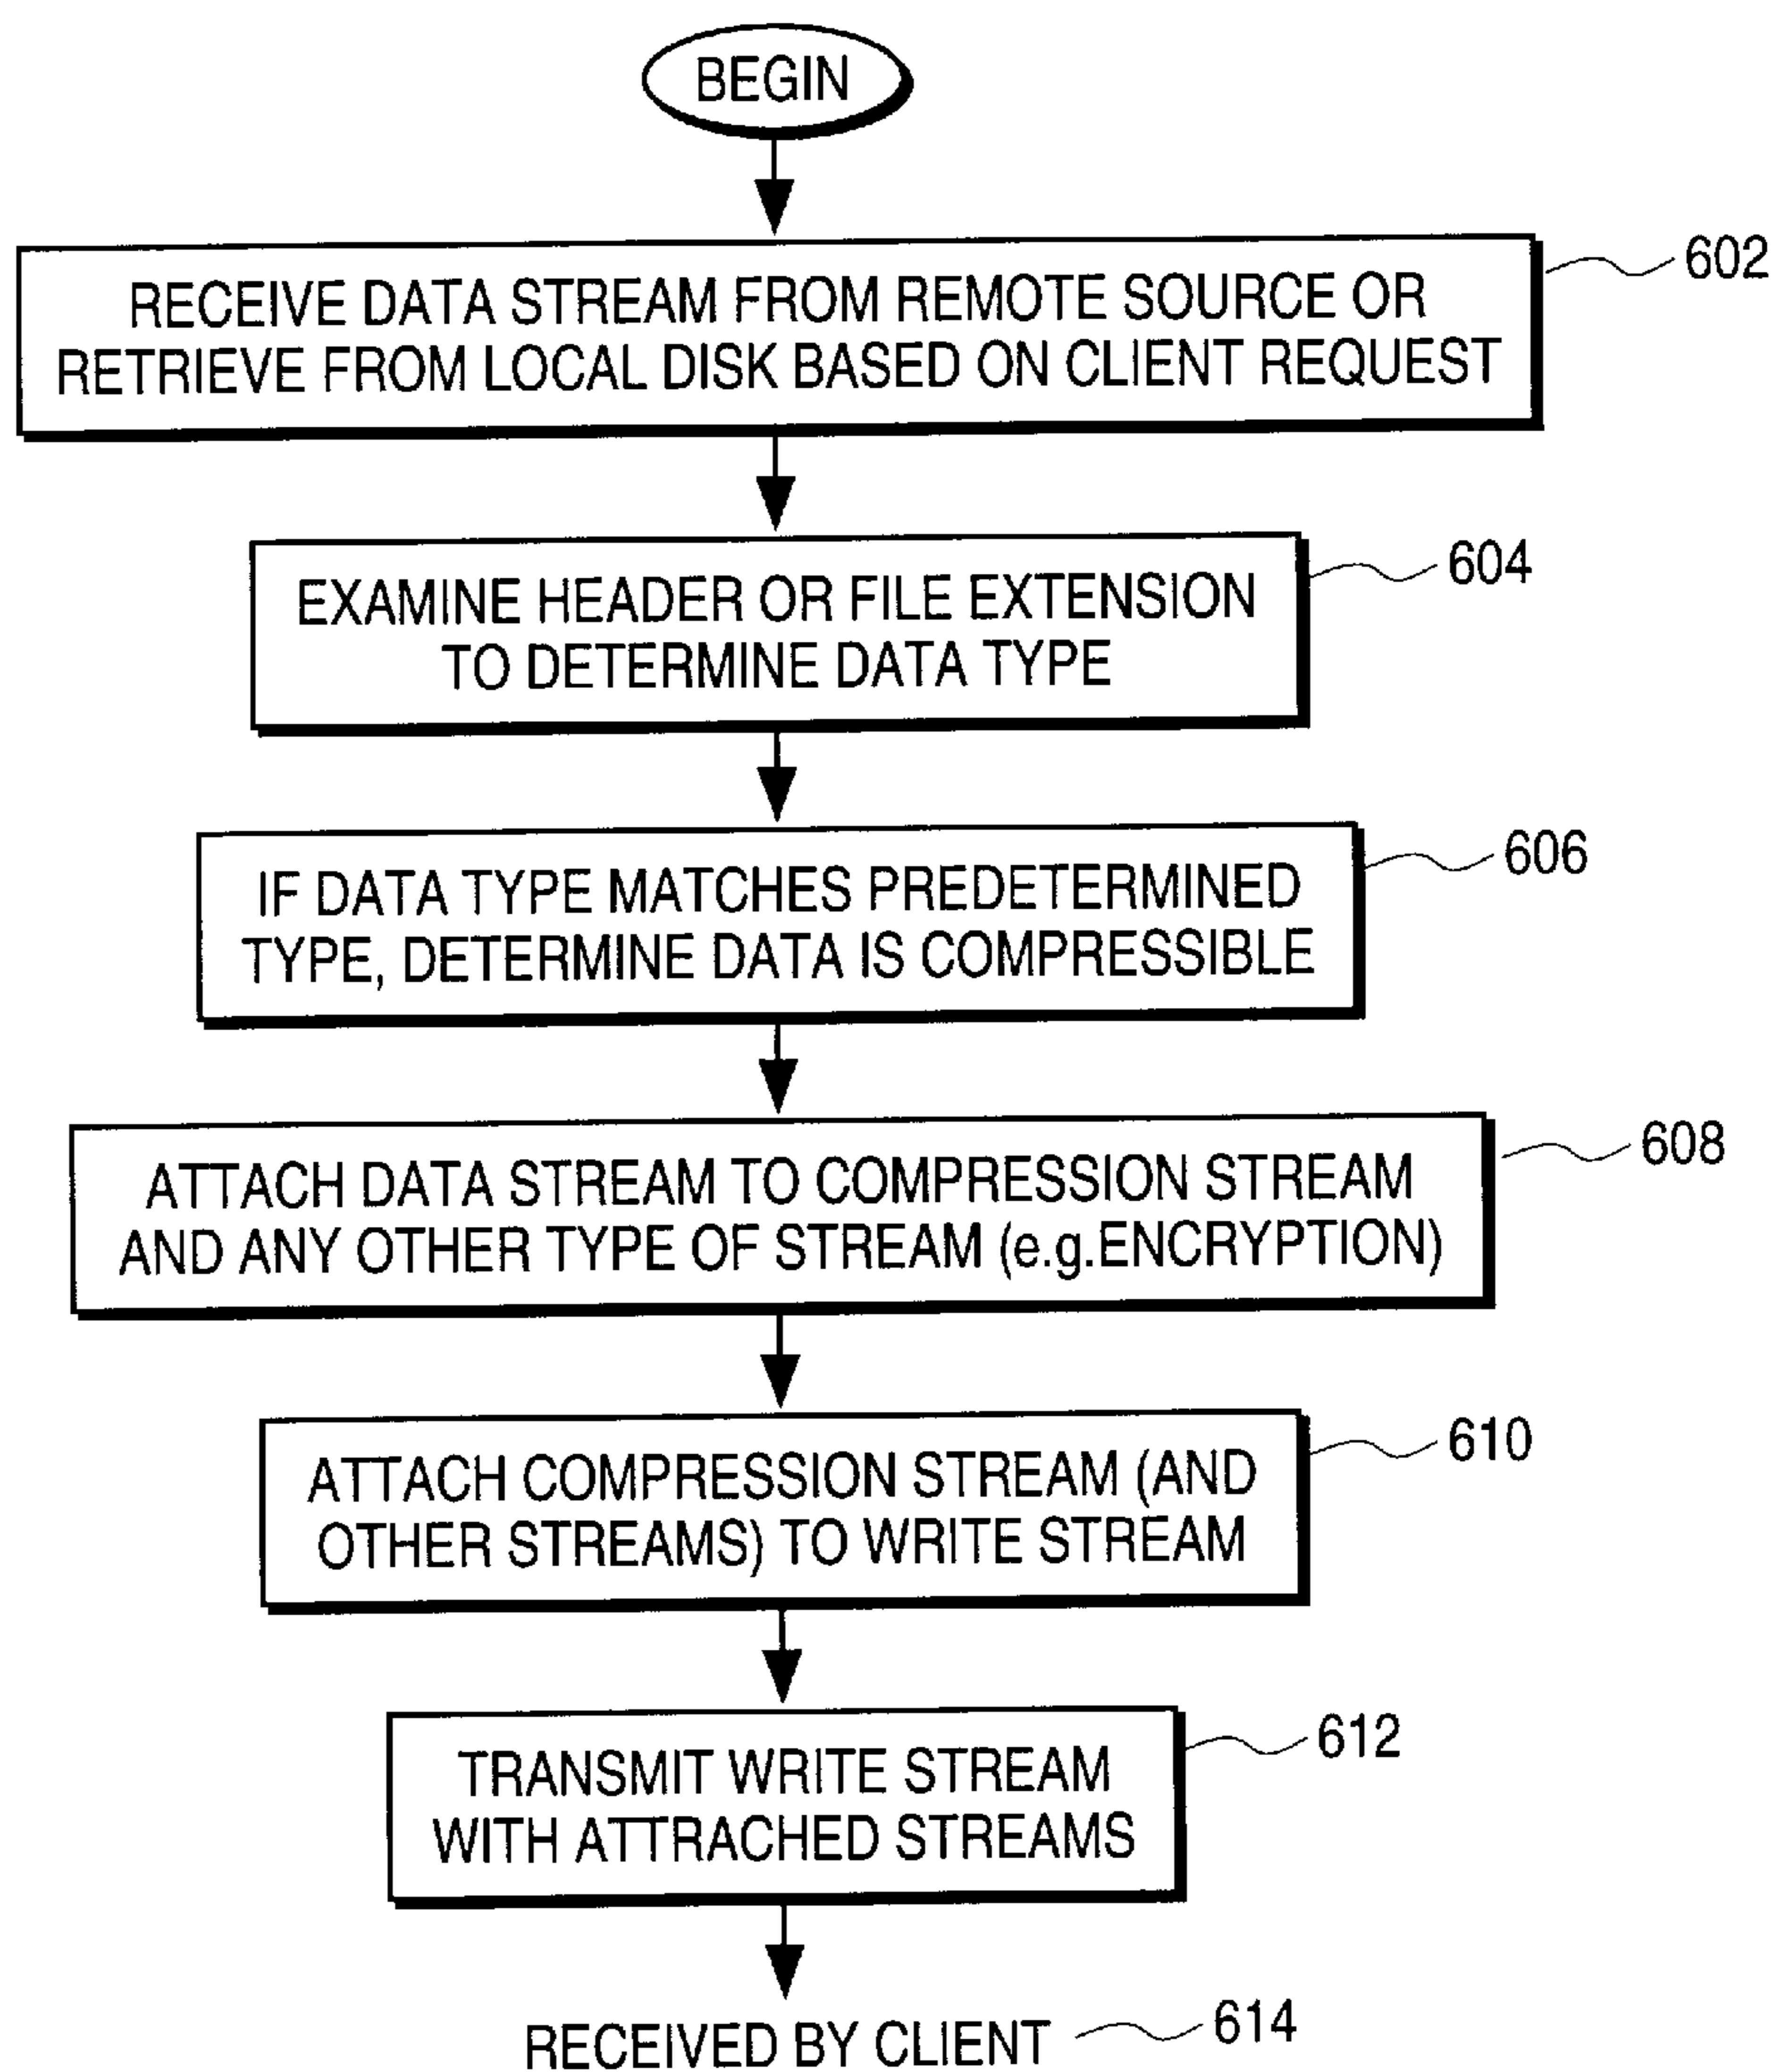 BEGIN
RECEIVE DATA STREAM FROM REMOTE SOURCE OR
RETRIEVE FROM LOCAL DISK BASED ON CLIENT REQUEST
602
EXAMINE HEADER OR FILE EXTENSION
TO DETERMINE DATA TYPE
604
IF DATA TYPE MATCHES PREDETERMINED
TYPE, DETERMINE DATA IS COMPRESSIBLE
606
ATTACH DATA STREAM TO COMPRESSION STREAM
AND ANY OTHER TYPE OF STREAM (e.g.ENCRYPTION)
608
ATTACH COMPRESSION STREAM (AND
OTHER STREAMS) TO WRITE STREAM
610
TRANSMIT WRITE STREAM
WITH ATTRACHED STREAMS
612
RECEIVED BY CLIENT
614